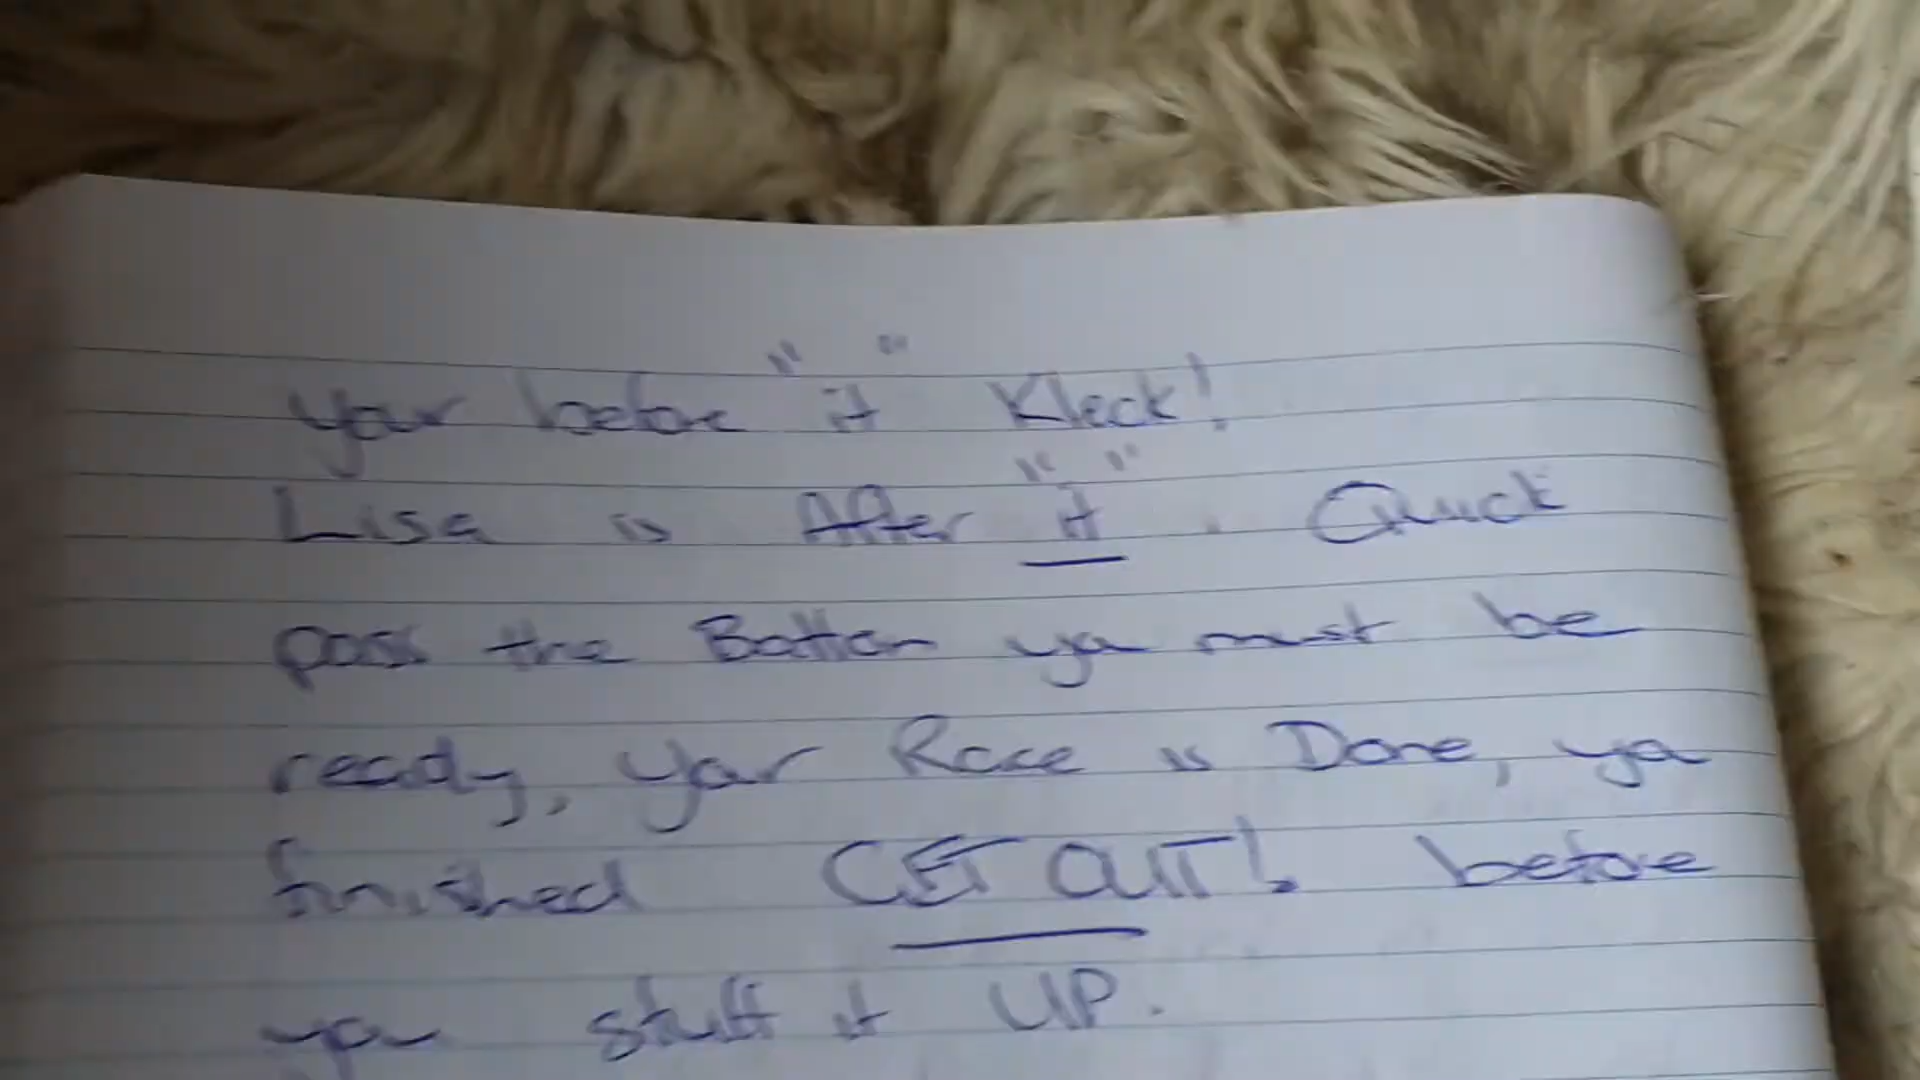 your before "it" Kleck!
Lisa is After "it". Quick
pass the Batton you must be
ready, your Race is Done, you
finished GET OUT! before
you stuff it UP.